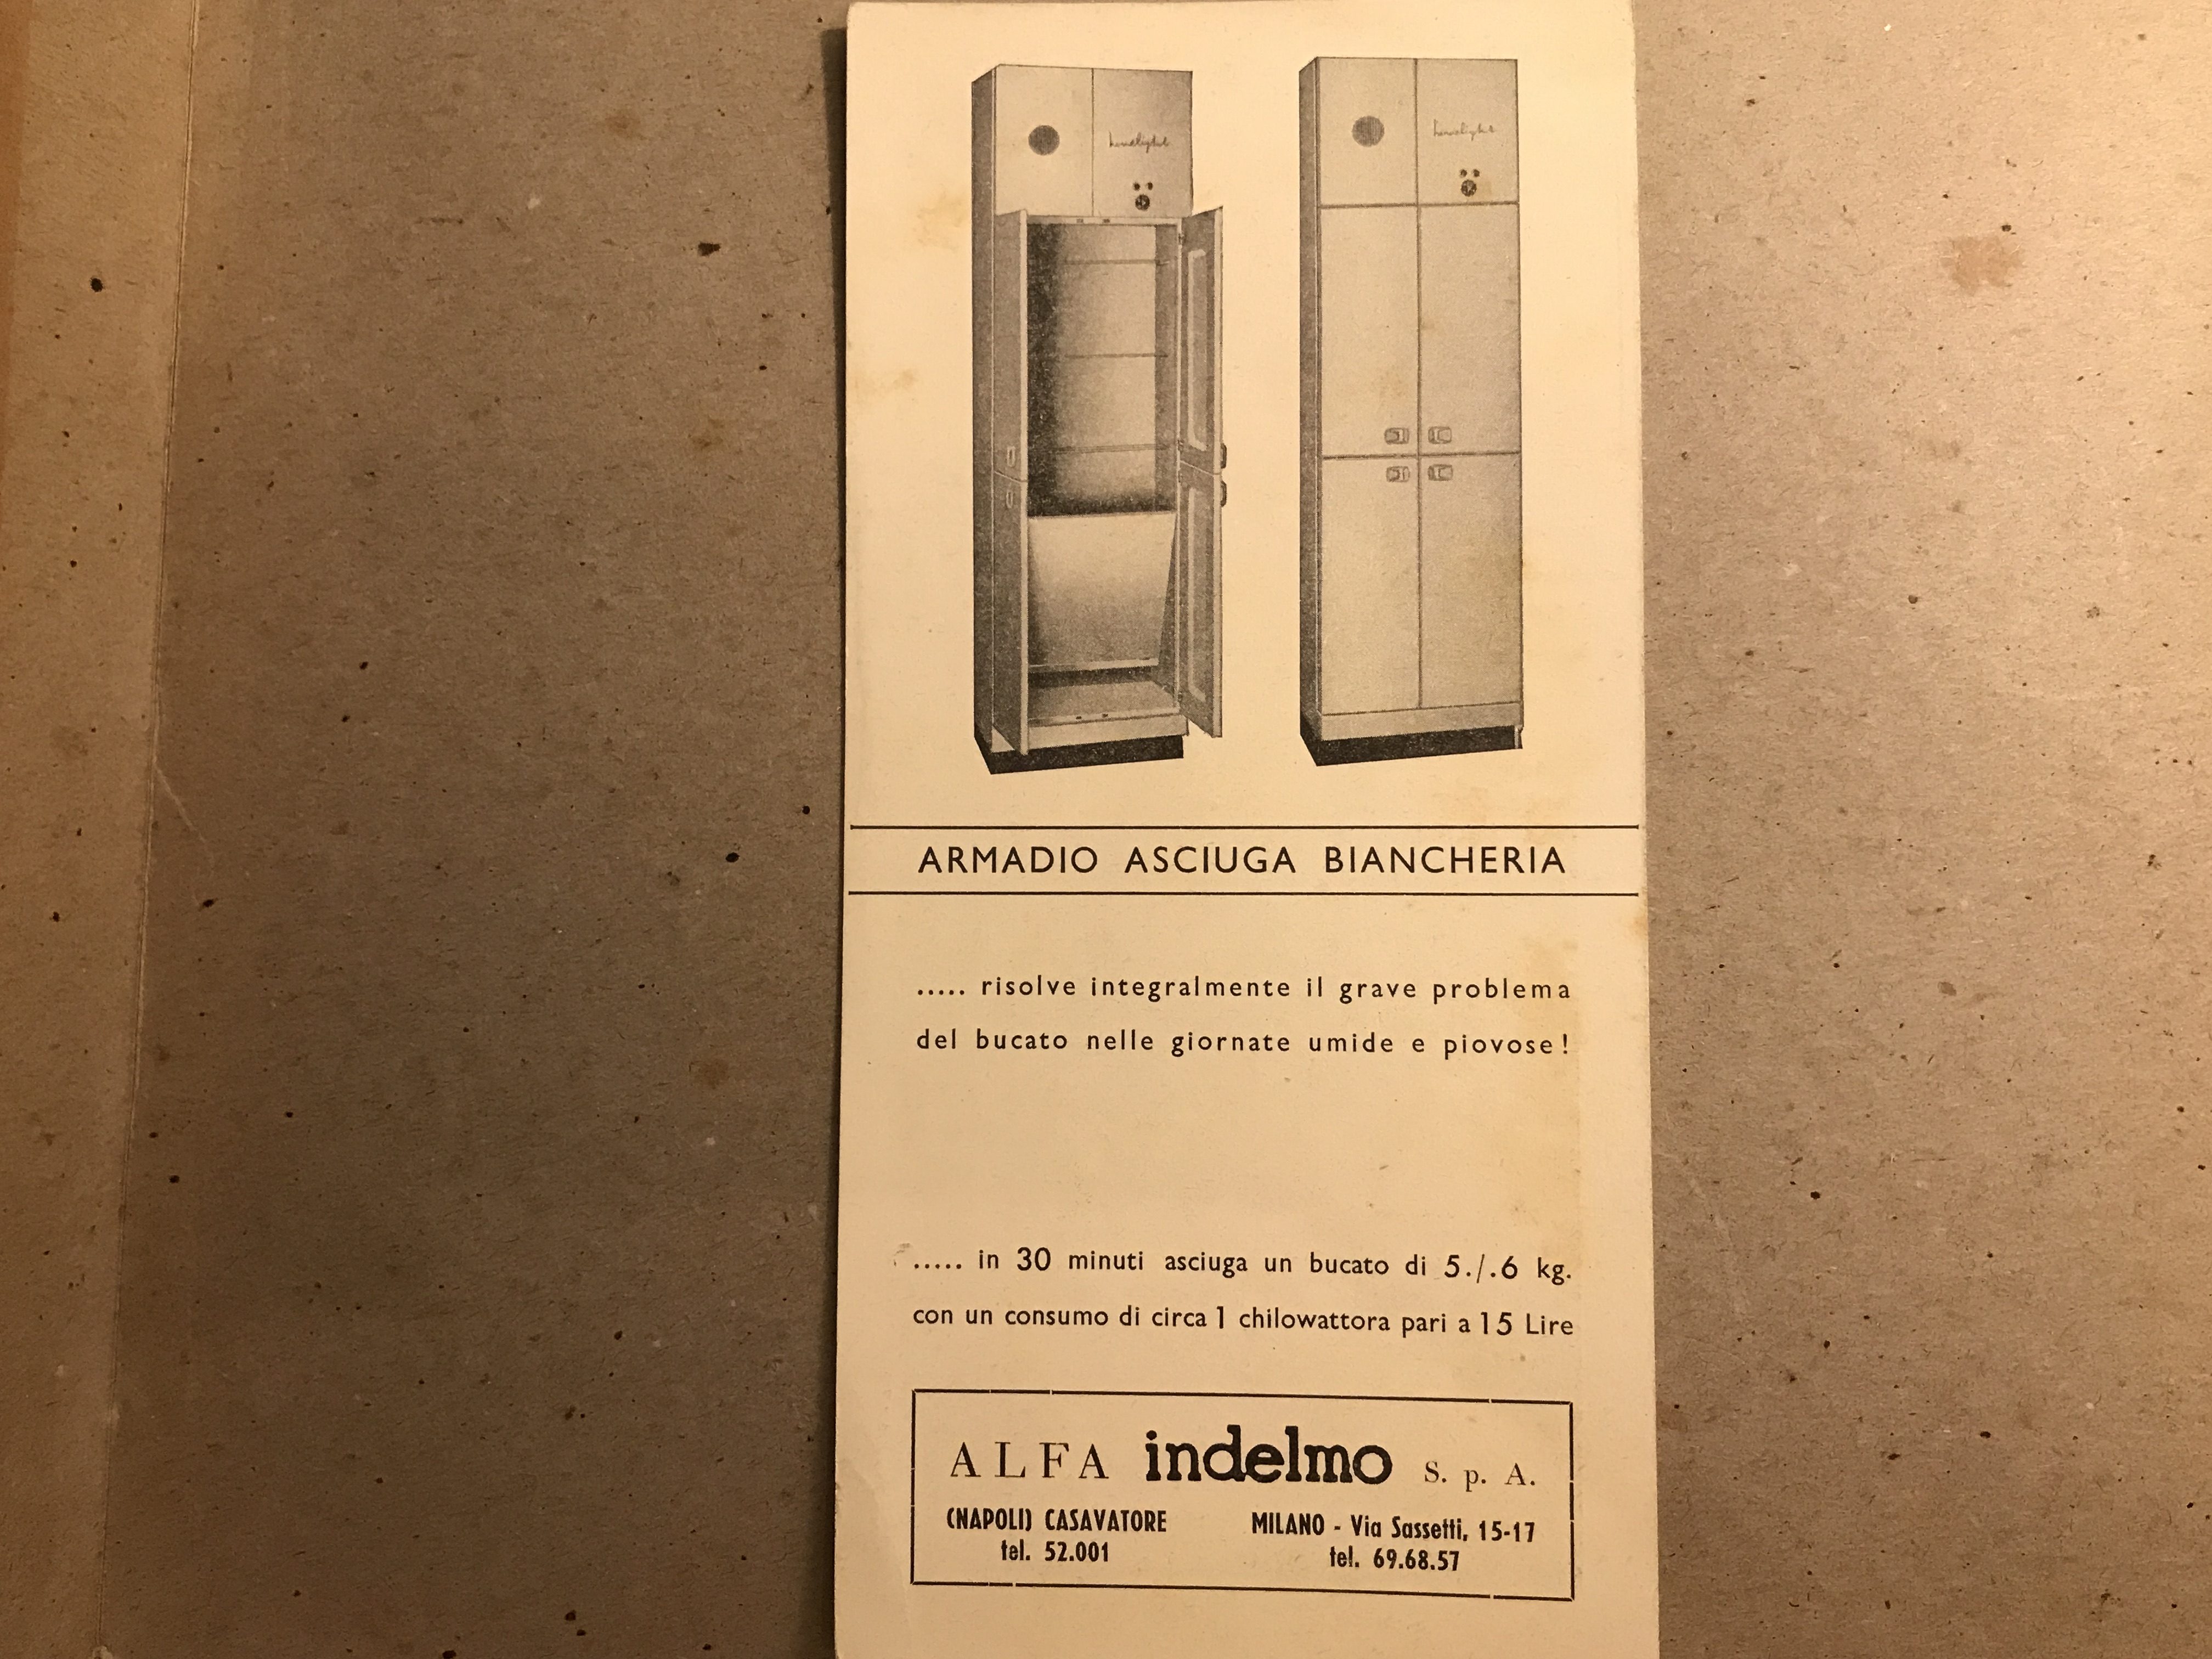 ARMADIO ASCIUGA BIANCHERIA
..... risolve integralmente il grave problema
del bucato nelle giornate umide e piovose!
..... in 30 minuti asciuga un bucato di 5./.6 kg.
con un consumo di circa 1 chilowattora pari a 15 Lire
ALFA indelmo S. p. A.
(NAPOLI) CASAVATORE
tel. 52.001
MILANO - Via Sassetti, 15-17
tel. 69.68.57